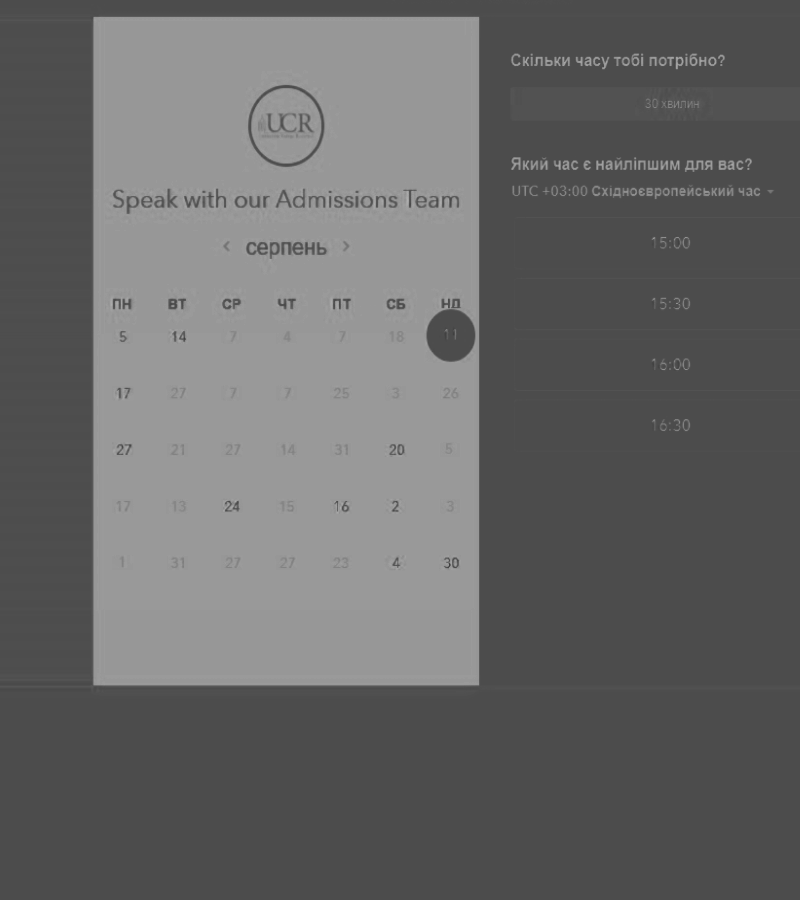 UCR
Speak with our Admissions Team
серпень
ПН ВТ СР ЧТ ПТ СБ НД
5 14 7 4 7 18 11
17 27 7 7 25 3 26
27 21 27 14 31 20 5
17 13 24 15 16 2 3
1 31 27 27 23 4 30
Скільки часу тобі потрібно?
30 хвилин
Який час є найліпшим для вас?
UTC +03:00 Східноєвропейський час
15:00
15:30
16:00
16:30